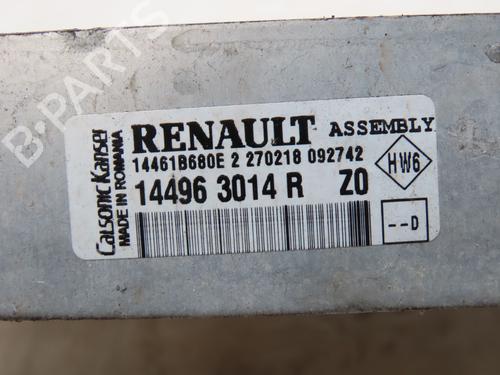 B-PARTS
RENAULT ASSEMBLY
14461B680E 2 270218 092742
14496 3014 R Z0
HW6
--D
Calsonic Kansei
MADE IN ROMANIA